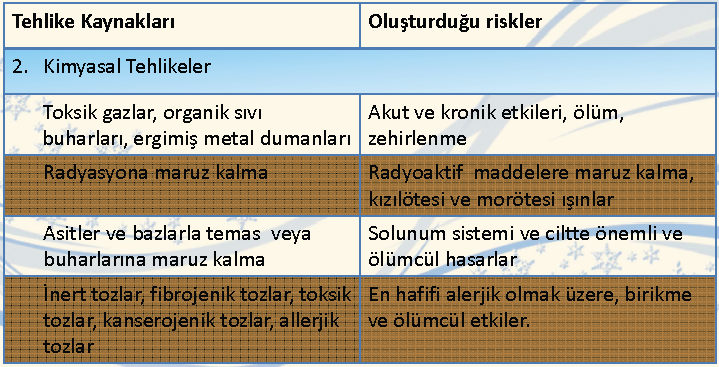 Tehlike Kaynakları
Oluşturduğu riskler
2. Kimyasal Tehlikeler
Toksik gazlar, organik sıvı
buharları, ergimiş metal dumanları
Akut ve kronik etkileri, ölüm,
zehirlenme
Radyasyona maruz kalma
Radyoaktif maddelere maruz kalma,
kızılötesi ve morötesi ışınlar
Asitler ve bazlarla temas veya
buharlarına maruz kalma
Solunum sistemi ve ciltte önemli ve
ölümcül hasarlar
İnert tozlar, fibrojenik tozlar, toksik
tozlar, kanserojenik tozlar, allerjik
tozlar
En hafifi alerjik olmak üzere, birikme
ve ölümcül etkiler.